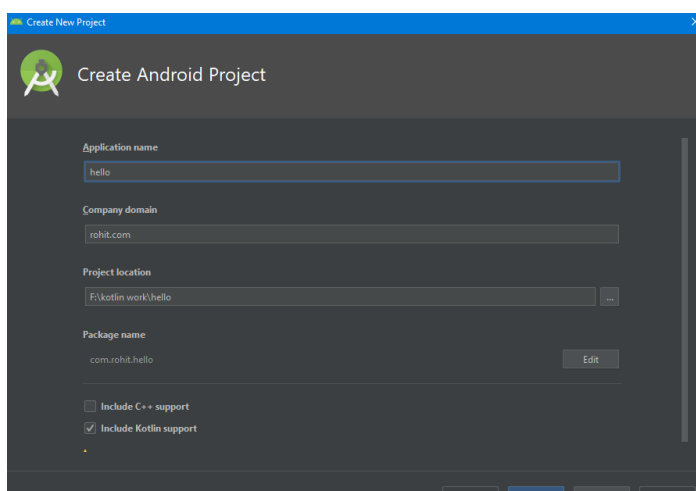 Create New Project
Create Android Project
Application name
hello
Company domain
rohit.com
Project location
F:\kotlin work\hello
...
Package name
com.rohit.hello
Edit
Include C++ support
Include Kotlin support